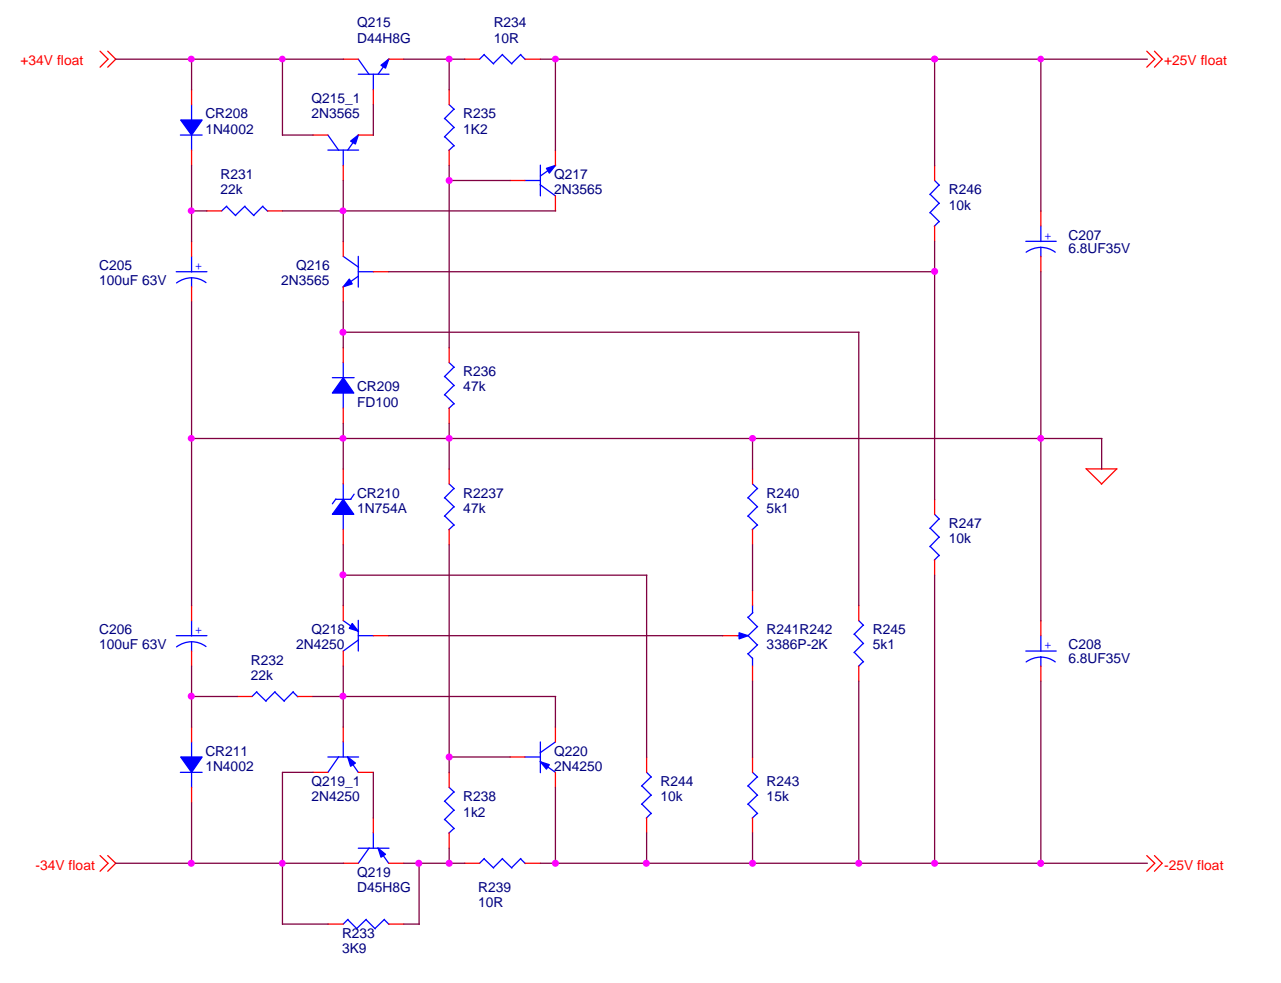 Q215
D44H8G
R234
10R
+34V float
+25V float
CR208
1N4002
Q215_1
2N3565
R235
1K2
R231
22k
Q217
2N3565
R246
10k
C205
100uF 63V
+
Q216
2N3565
+
C207
6.8UF35V
CR209
FD100
R236
47k
CR210
1N754A
R2237
47k
R240
5k1
R247
10k
C206
100uF 63V
+
Q218
2N4250
R241R242
3386P-2K
R245
5k1
+
C208
6.8UF35V
R232
22k
CR211
1N4002
Q219_1
2N4250
Q220
2N4250
R238
1k2
R244
10k
R243
15k
-34V float
-25V float
Q219
D45H8G
R239
10R
R233
3K9